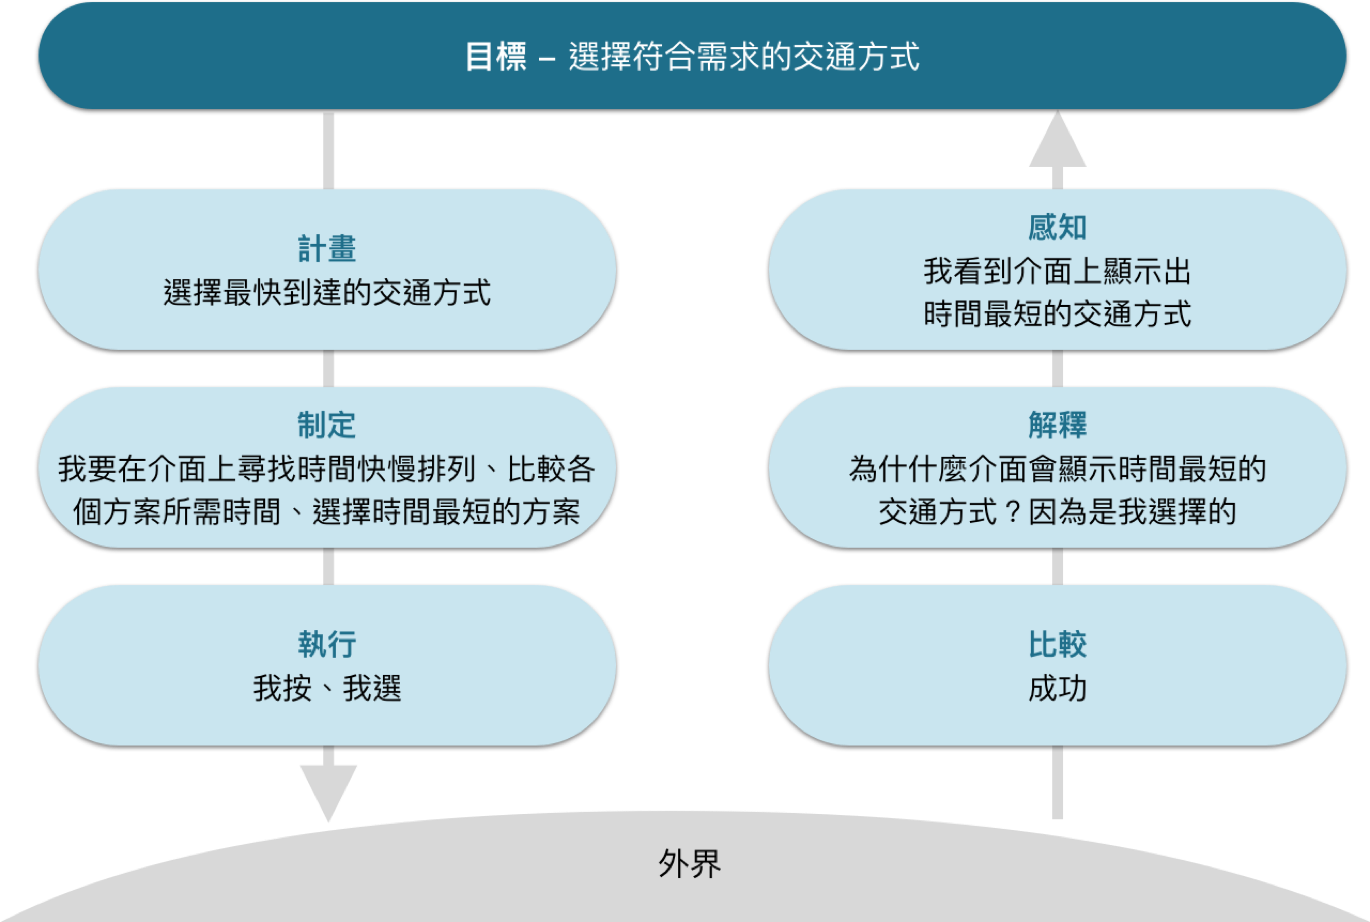 目標 – 選擇符合需求的交通方式
計畫
選擇最快到達的交通方式
制定
我要在介面上尋找時間快慢排列、比較各
個方案所需時間、選擇時間最短的方案
執行
我按、我選
感知
我看到介面上顯示出
時間最短的交通方式
解釋
為什什麼介面會顯示時間最短的
交通方式？因為是我選擇的
比較
成功
外界